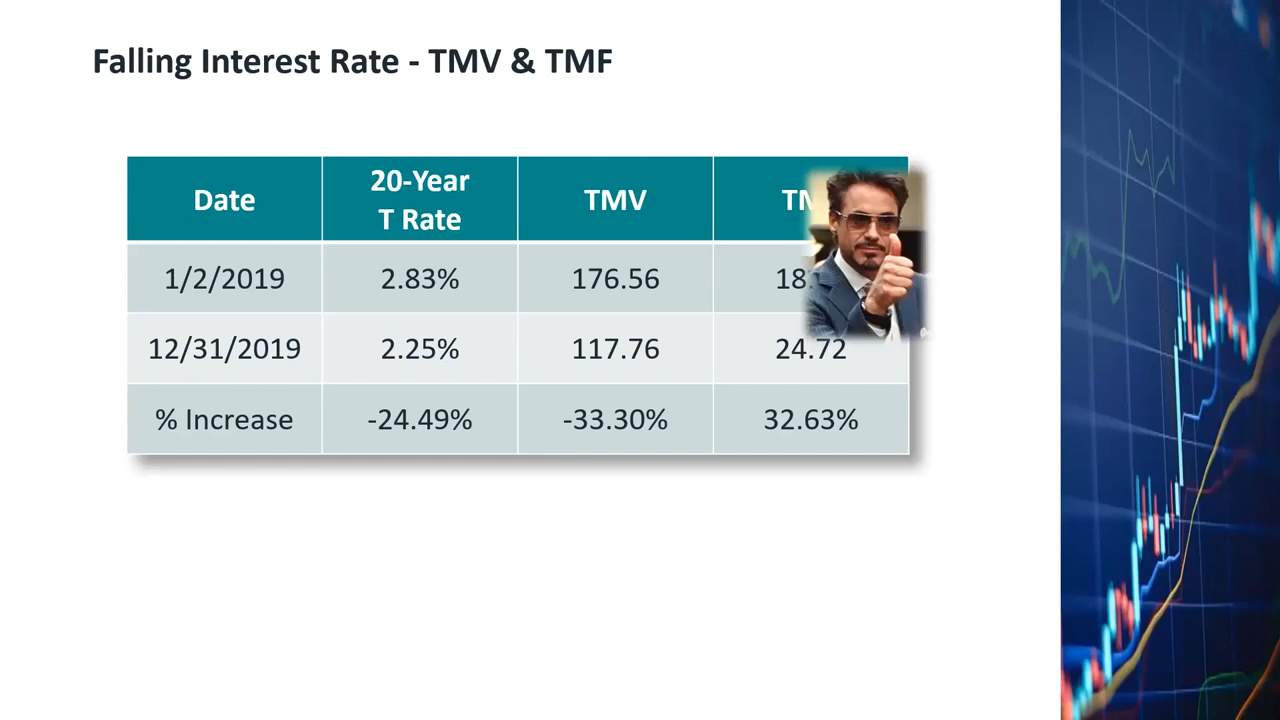 Falling Interest Rate - TMV & TMF
Date 20-Year T Rate TMV
1/2/2019 2.83% 176.56
12/31/2019 2.25% 117.76 24.72
% Increase -24.49% -33.30% 32.63%